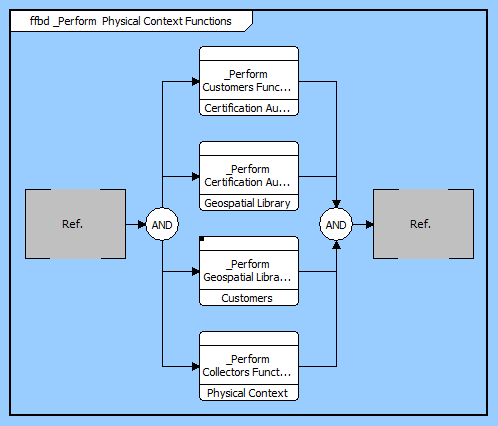 ffbd _Perform Physical Context Functions
_Perform
Customers Func...
Certification Au...
_Perform
Certification Au...
Geospatial Library
Ref.
AND
AND
Ref.
_Perform
Geospatial Libra...
Customers
_Perform
Collectors Funct...
Physical Context